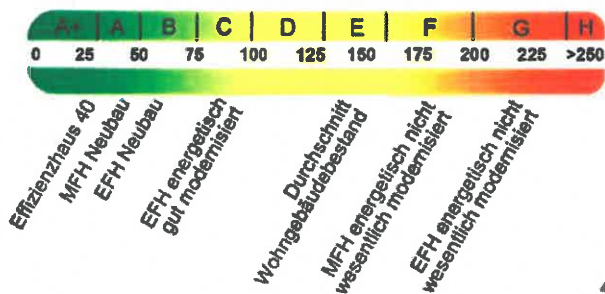 A+ A B C D E F G H
0 25 50 75 100 125 150 175 200 225 >250
Effizienzhaus 40
MFH Neubau
EFH Neubau
EFH energetisch
gut modernisiert
Durchschnitt
Wohngebäudebestand
MFH energetisch nicht
wesentlich modernisiert
EFH energetisch nicht
wesentlich modernisiert